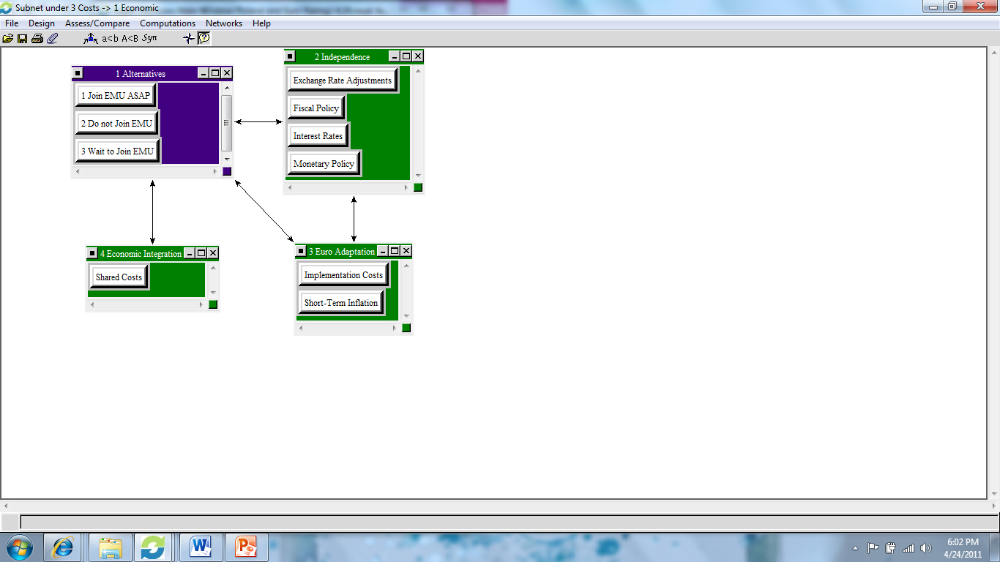 Subnet under 3 Costs -> 1 Economic
File Design Assess/Compare Computations Networks Help
a<b A<B Syn
1 Alternatives
1 Join EMU ASAP
2 Do not Join EMU
3 Wait to Join EMU
2 Independence
Exchange Rate Adjustments
Fiscal Policy
Interest Rates
Monetary Policy
4 Economic Integration
Shared Costs
3 Euro Adaptation
Implementation Costs
Short-Term Inflation
6:02 PM
4/24/2011